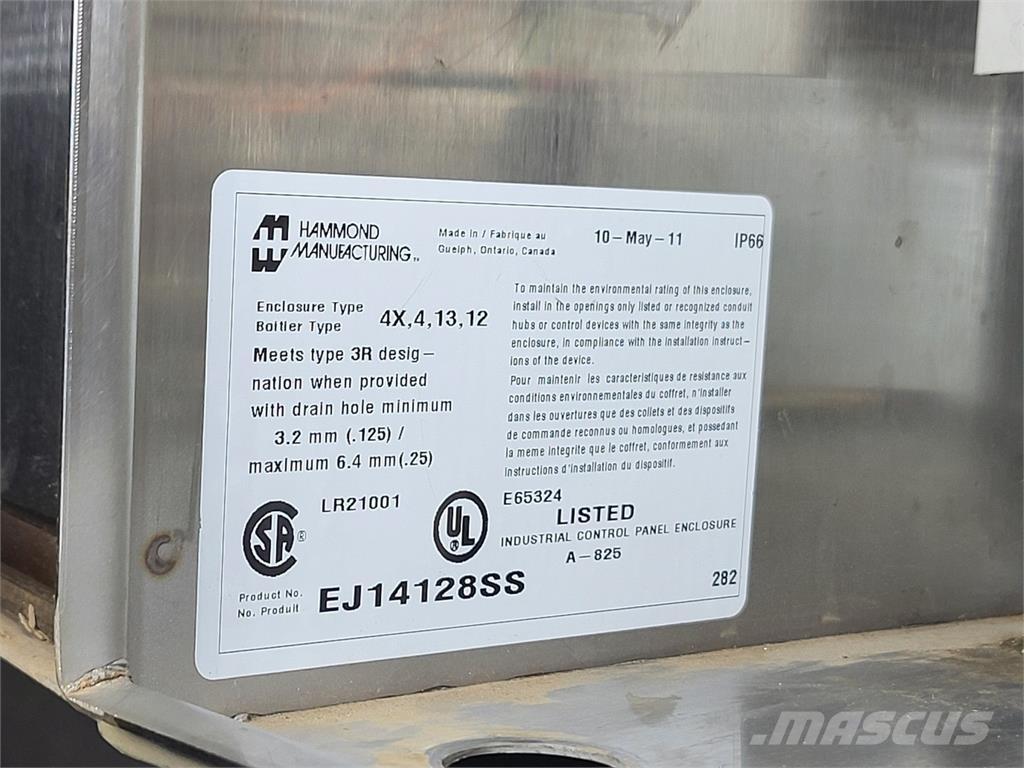 HAMMOND
MANUFACTURING™
Made in / Fabrique au
Guelph, Ontario, Canada
10-May-11
IP66
Enclosure Type
Boitler Type
4X,4,13,12
Meets type 3R desig-
nation when provided
with drain hole minimum
3.2 mm (.125) /
maximum 6.4 mm(.25)
To maintain the environmental rating of this enclosure,
install in the openings only listed or recognized conduit
hubs or control devices with the same integrity as the
enclosure, in compliance with the installation instruct-
ions of the device.
Pour maintenir les caracteristiques de resistance aux
conditions environnementales du coffret, n'installer
dans les ouvertures que des collets et des dispositifs
de commande reconnus ou homologues, et possedant
la meme integrite que le coffret, conformement aux
instructions d'installation du dispositif.
LR21001
SA®
UL®
E65324
LISTED
INDUSTRIAL CONTROL PANEL ENCLOSURE
A-825
Product No.
No. Produit
EJ14128SS
282
MASCUS